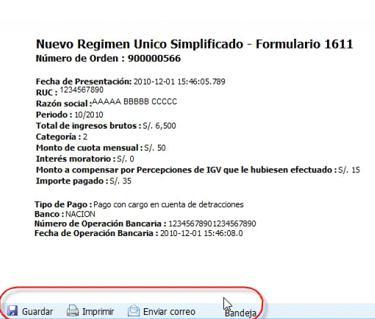 Nuevo Regimen Unico Simplificado - Formulario 1611
Número de Orden : 900000566
Fecha de Presentación: 2010-12-01 15:46:05.789
RUC : 1234567890
Razón social :AAAAA BBBBB CCCCC
Periodo : 10/2010
Total de ingresos brutos : S/. 6,500
Categoría : 2
Monto de cuota mensual : S/. 50
Interés moratorio : S/. 0
Monto a compensar por Percepciones de IGV que le hubiesen efectuado : S/. 15
Importe pagado : S/. 35
Tipo de Pago : Pago con cargo en cuenta de detracciones
Banco : NACION
Número de Operación Bancaria : 12345678901234567890
Fecha de Operación Bancaria : 2010-12-01 15:46:08.0
Guardar Imprimir Enviar correo Bandeja